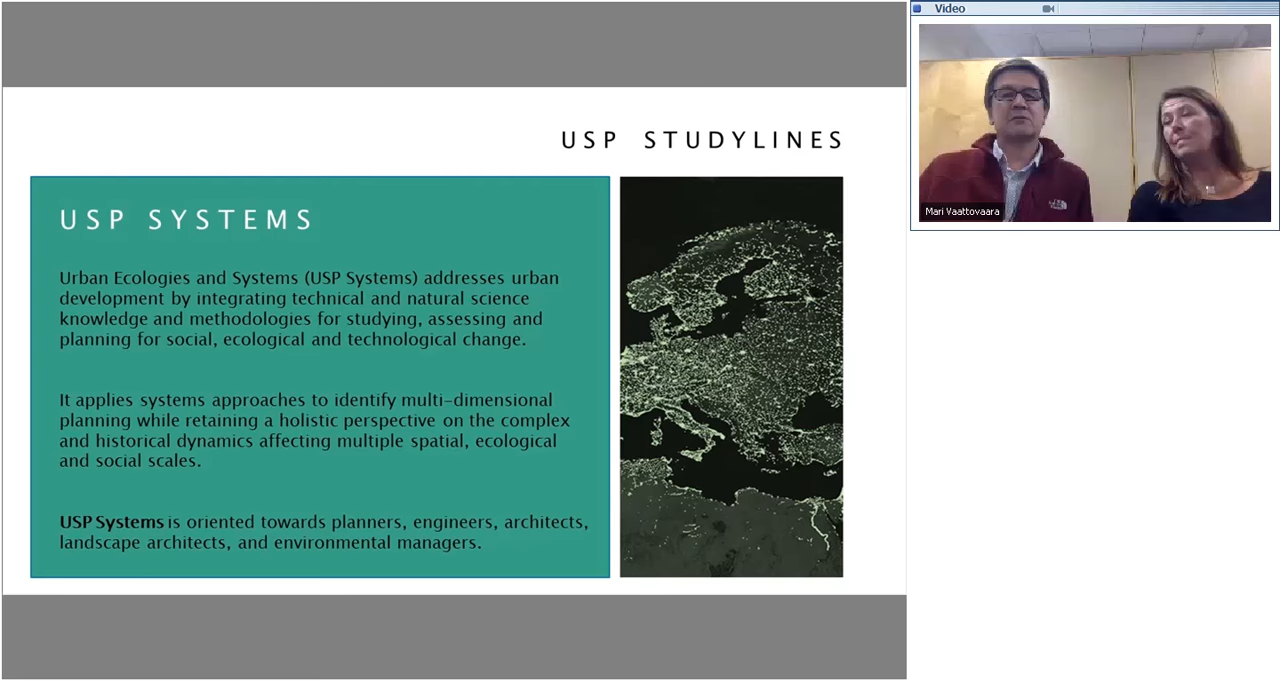 USP STUDYLINES
USP SYSTEMS
Urban Ecologies and Systems (USP Systems) addresses urban
development by integrating technical and natural science
knowledge and methodologies for studying, assessing and
planning for social, ecological and technological change.
It applies systems approaches to identify multi-dimensional
planning while retaining a holistic perspective on the complex
and historical dynamics affecting multiple spatial, ecological
and social scales.
USP Systems is oriented towards planners, engineers, architects,
landscape architects, and environmental managers.
Video
Mari Vaattovaara